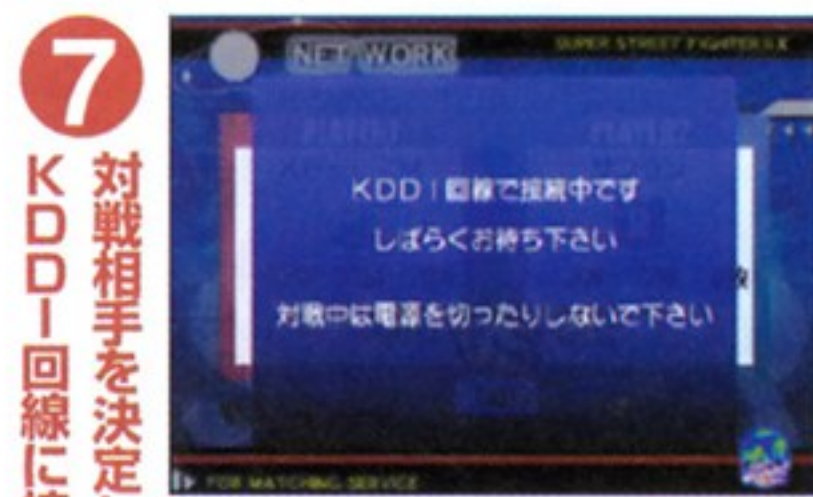 7
対戦相手を決定
KDDI回線に
NET WORK
SUPER STREET FIGHTER II X
KDDI回線で接続中です
しばらくお待ち下さい
対戦中は電源を切ったりしないで下さい
FOR MATCHING SERVICE